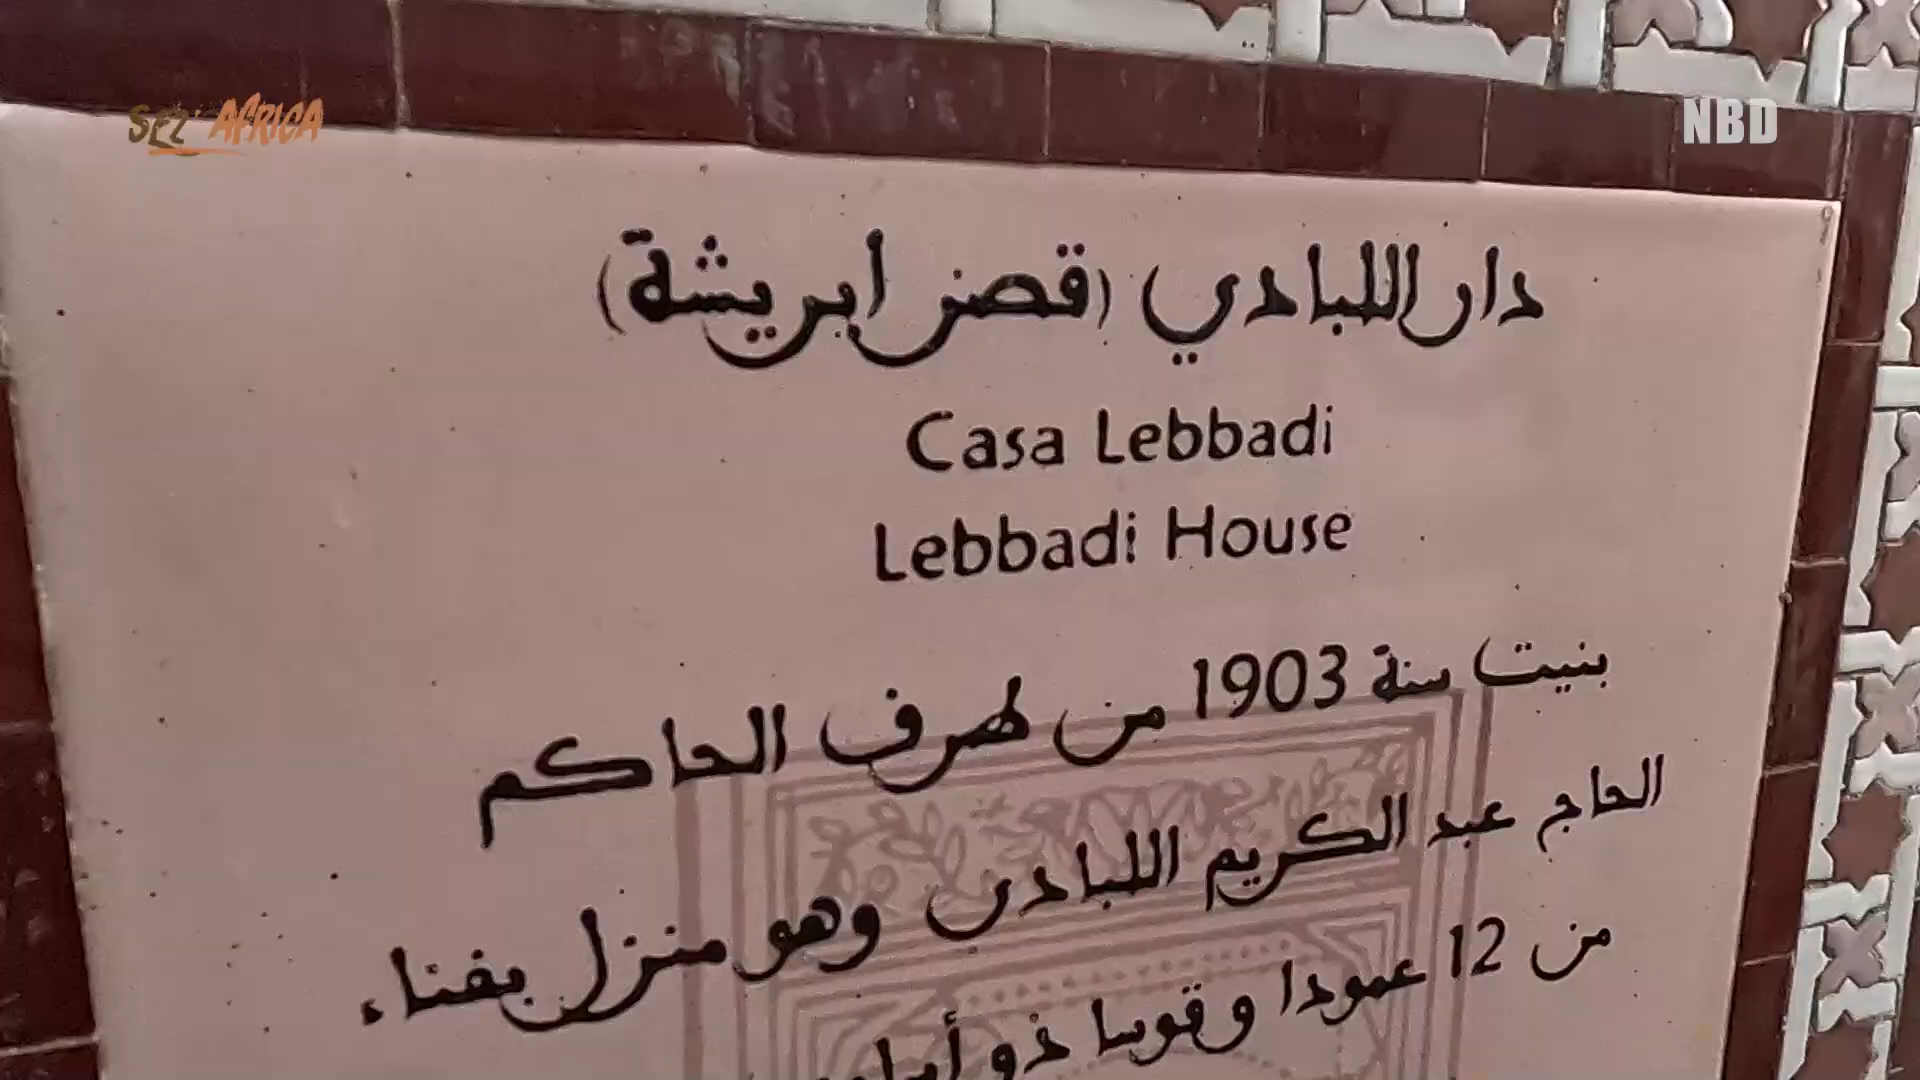 SEZ AFRICA
NBD
دار اللبادي (قصر ابريشة)
Casa Lebbadi
Lebbadi House
بنيت سنة 1903 من طرف الحاكم
الحاج عبد الكريم اللبادي وهو منزل بفناء
من 12 عمودا وقوسا ذو